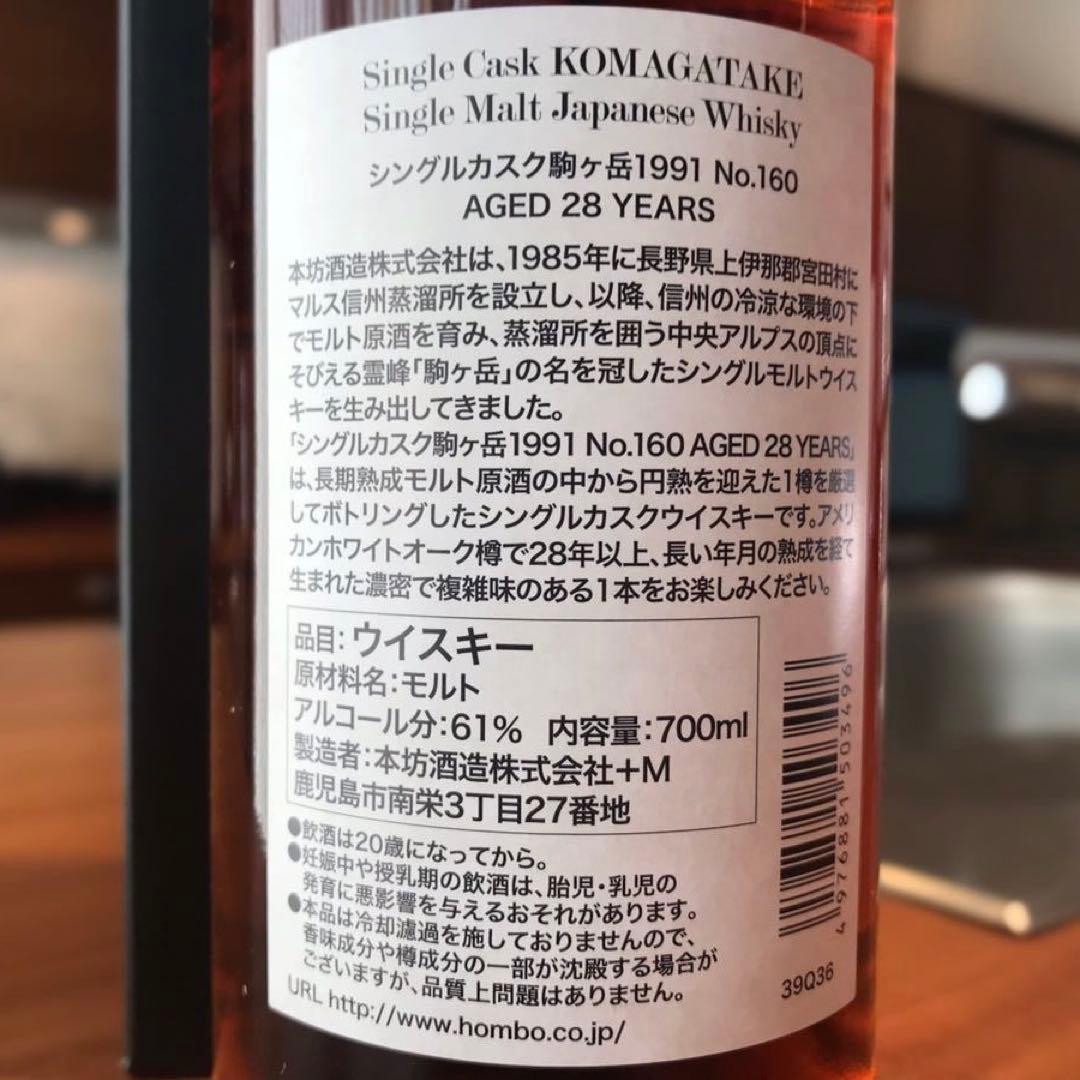 Single Cask KOMAGATAKE
Single Malt Japanese Whisky
シングルカスク駒ヶ岳1991 No.160
AGED 28 YEARS
本坊酒造株式会社は、1985年に長野県上伊那郡宮田村に
マルス信州蒸溜所を設立し、以降、信州の冷涼な環境の下
でモルト原酒を育み、蒸溜所を囲う中央アルプスの頂点に
そびえる霊峰「駒ヶ岳」の名を冠したシングルモルトウイス
キーを生み出してきました。
「シングルカスク駒ヶ岳1991 No.160 AGED 28 YEARS」
は、長期熟成モルト原酒の中から円熟を迎えた1樽を厳選
してボトリングしたシングルカスクウイスキーです。アメリ
カンホワイトオーク樽で28年以上、長い年月の熟成を経て
生まれた濃密で複雑味のある1本をお楽しみください。
品目：ウイスキー
原材料名：モルト
アルコール分：61% 内容量：700ml
製造者：本坊酒造株式会社+M
鹿児島市南栄3丁目27番地
●飲酒は20歳になってから。
●妊娠中や授乳期の飲酒は、胎児・乳児の
発育に悪影響を与えるおそれがあります。
●本品は冷却濾過を施しておりませんので、
香味成分や樽成分の一部が沈殿する場合が
ございますが、品質上問題はありません。
URL http://www.hombo.co.jp/
4976881503466
39Q36